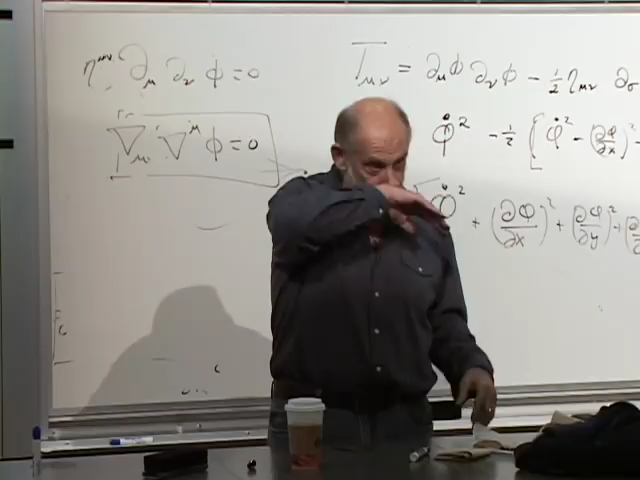 η^{μν} ∂_μ ∂_ν ϕ = 0
∇_μ ∇^μ ϕ = 0
T_{μν} = ∂_μ ϕ ∂_ν ϕ - ½ η_{μν} ∂_σ
ϕ̇² - ½ [ ϕ̇² - (∂ϕ/∂x)² -
ϕ̇² + (∂ϕ/∂x)² + (∂ϕ/∂y)² +